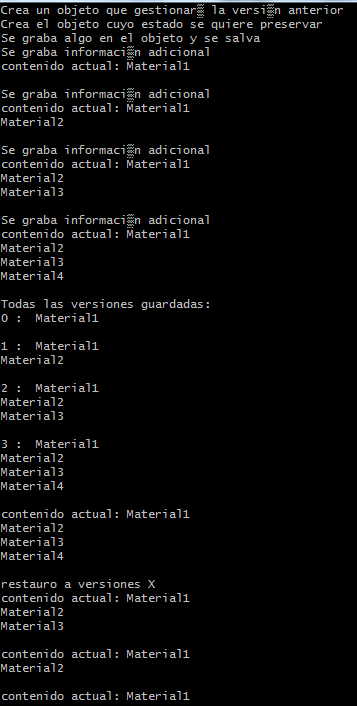 Crea un objeto que gestionar▒ la versi▒n anterior
Crea el objeto cuyo estado se quiere preservar
Se graba algo en el objeto y se salva
Se graba informaci▒n adicional
contenido actual: Material1
Se graba informaci▒n adicional
contenido actual: Material1
Material2
Se graba informaci▒n adicional
contenido actual: Material1
Material2
Material3
Se graba informaci▒n adicional
contenido actual: Material1
Material2
Material3
Material4
Todas las versiones guardadas:
0 :  Material1
1 :  Material1
Material2
2 :  Material1
Material2
Material3
3 :  Material1
Material2
Material3
Material4
contenido actual: Material1
Material2
Material3
Material4
restauro a versiones X
contenido actual: Material1
Material2
Material3
contenido actual: Material1
Material2
contenido actual: Material1